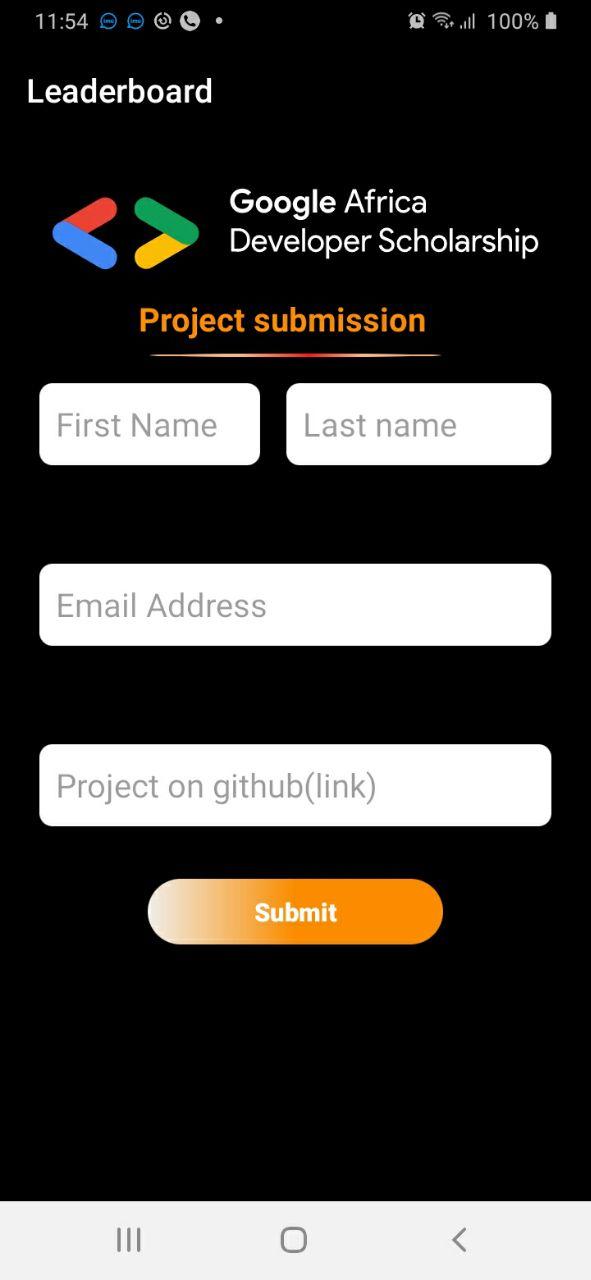 11:54 100%
Leaderboard
Google Africa
Developer Scholarship
Project submission
First Name Last name
Email Address
Project on github(link)
Submit